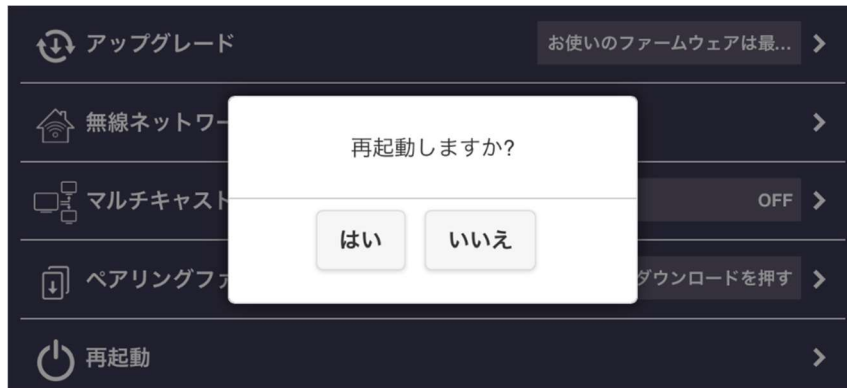 アップグレード
お使いのファームウェアは最...
無線ネットワー
再起動しますか?
マルチキャスト
OFF
はい
いいえ
ペアリングファ
ダウンロードを押す
再起動